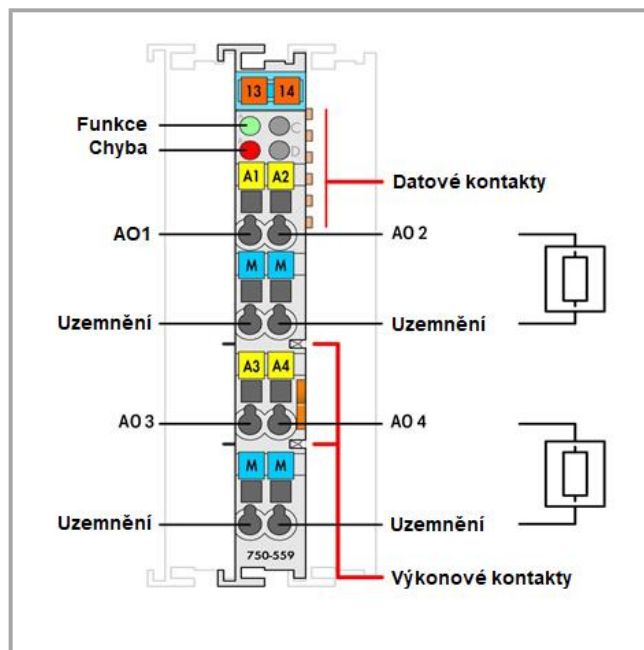 13 14
Funkce
Chyba
A1 A2
Datové kontakty
AO1
AO 2
M M
Uzemnění
Uzemnění
A3 A4
AO 3
AO 4
M M
Uzemnění
Uzemnění
750-559
Výkonové kontakty